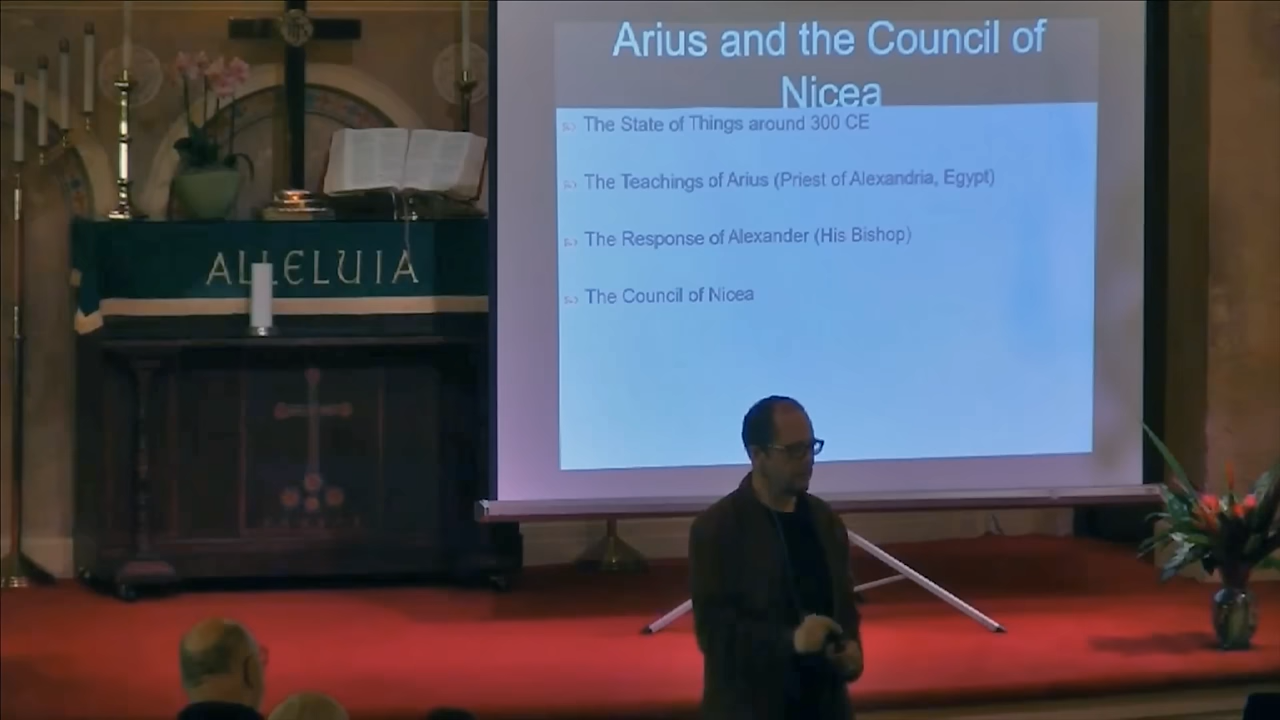 Arius and the Council of
Nicea
The State of Things around 300 CE
The Teachings of Arius (Priest of Alexandria, Egypt)
The Response of Alexander (His Bishop)
The Council of Nicea
ALLELUIA